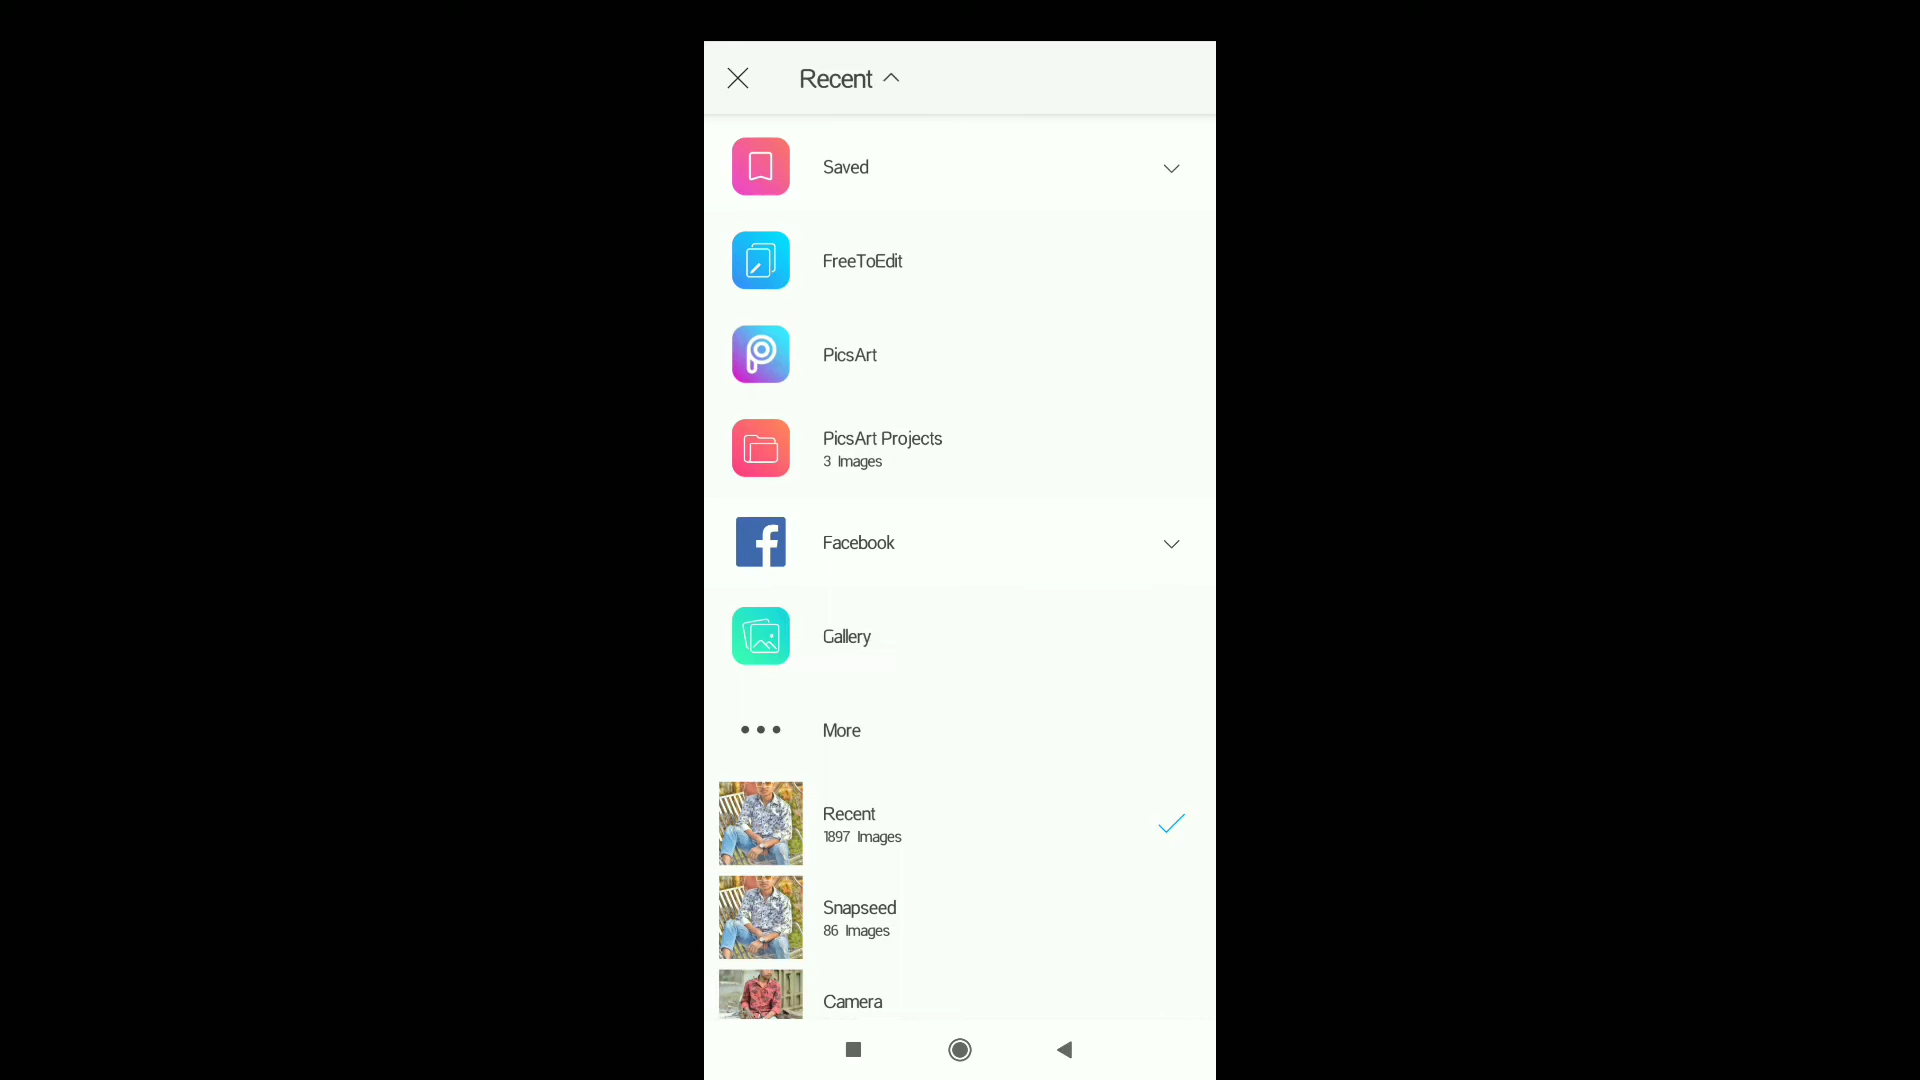 Recent
Saved
FreeToEdit
PicsArt
PicsArt Projects
3 Images
Facebook
Gallery
More
Recent
1897 Images
Snapseed
86 Images
Camera